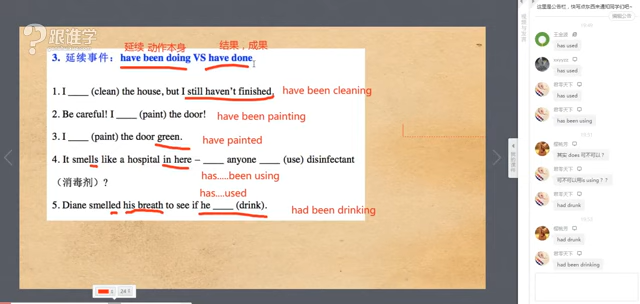 跟谁学
延续 动作本身
结果，成果
3. 延续事件：have been doing VS have done
1. I ____ (clean) the house, but I still haven't finished.
have been cleaning
2. Be careful! I ____ (paint) the door!
have been painting
3. I ____ (paint) the door green.
have painted
4. It smells like a hospital in here – ____ anyone ____ (use) disinfectant
（消毒剂）?
has.....been using
has....used
5. Diane smelled his breath to see if he ____ (drink).
had been drinking
has used
has used
has used
has been using
其实 does 可不可以？
可不可以用is using？？
had drunk
had drunk
had been drinking